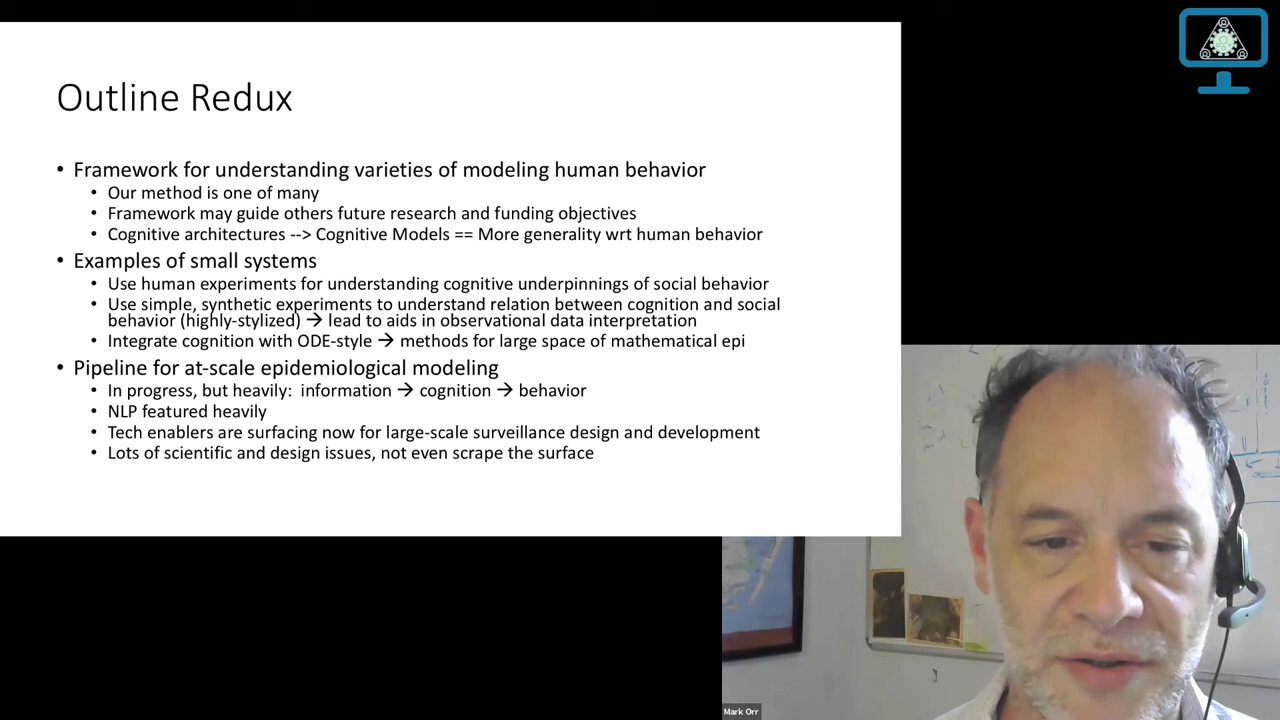 Outline Redux
• Framework for understanding varieties of modeling human behavior
• Our method is one of many
• Framework may guide others future research and funding objectives
• Cognitive architectures --> Cognitive Models == More generality wrt human behavior
• Examples of small systems
• Use human experiments for understanding cognitive underpinnings of social behavior
• Use simple, synthetic experiments to understand relation between cognition and social
behavior (highly-stylized) → lead to aids in observational data interpretation
• Integrate cognition with ODE-style → methods for large space of mathematical epi
• Pipeline for at-scale epidemiological modeling
• In progress, but heavily: information → cognition → behavior
• NLP featured heavily
• Tech enablers are surfacing now for large-scale surveillance design and development
• Lots of scientific and design issues, not even scrape the surface
Mark Orr